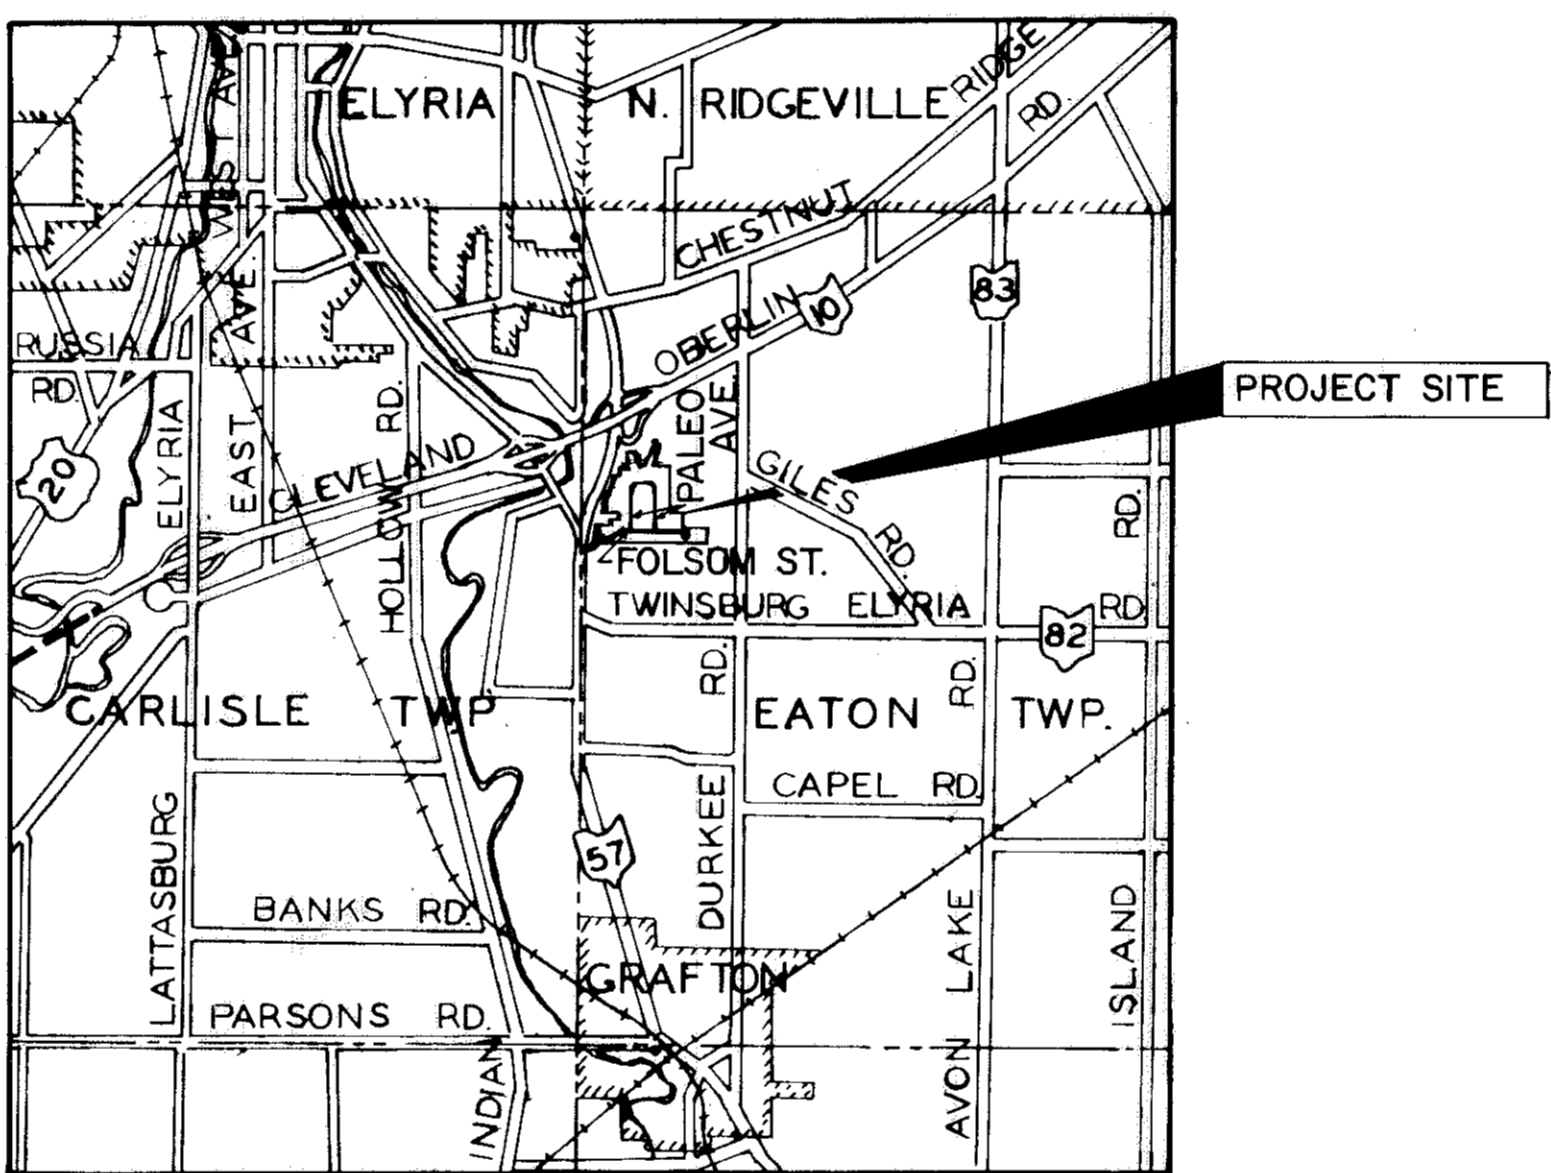 ELYRIA
N. RIDGEVILLE
RIDGE
RD.
WEST AVE.
CHESTNUT
EAST AVE.
OBERLIN
10
83
RUSSIA
RD.
PROJECT SITE
20
ELYRIA
CLEVELAND
HOLLOW RD.
PALEO
AVE.
GILES RD.
FOLSOM ST.
TWINSBURG ELYRIA RD.
82
RD.
RD.
RD.
CARLISLE TWP.
EATON TWP.
CAPEL RD.
57
DURKEE
LATTASBURG
BANKS RD.
GRAFTON
AVON LAKE
ISLAND
PARSONS RD.
INDIAN